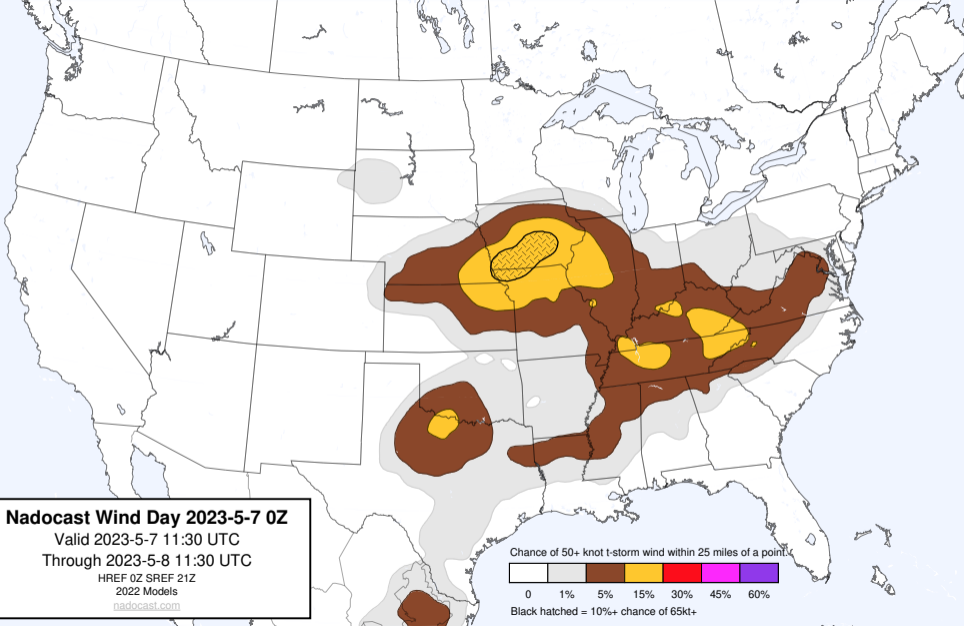 Nadocast Wind Day 2023-5-7 0Z
Valid 2023-5-7 11:30 UTC
Through 2023-5-8 11:30 UTC
HREF 0Z SREF 21Z
2022 Models
nadocast.com
Chance of 50+ knot t-storm wind within 25 miles of a point.
0 1% 5% 15% 30% 45% 60%
Black hatched = 10%+ chance of 65kt+